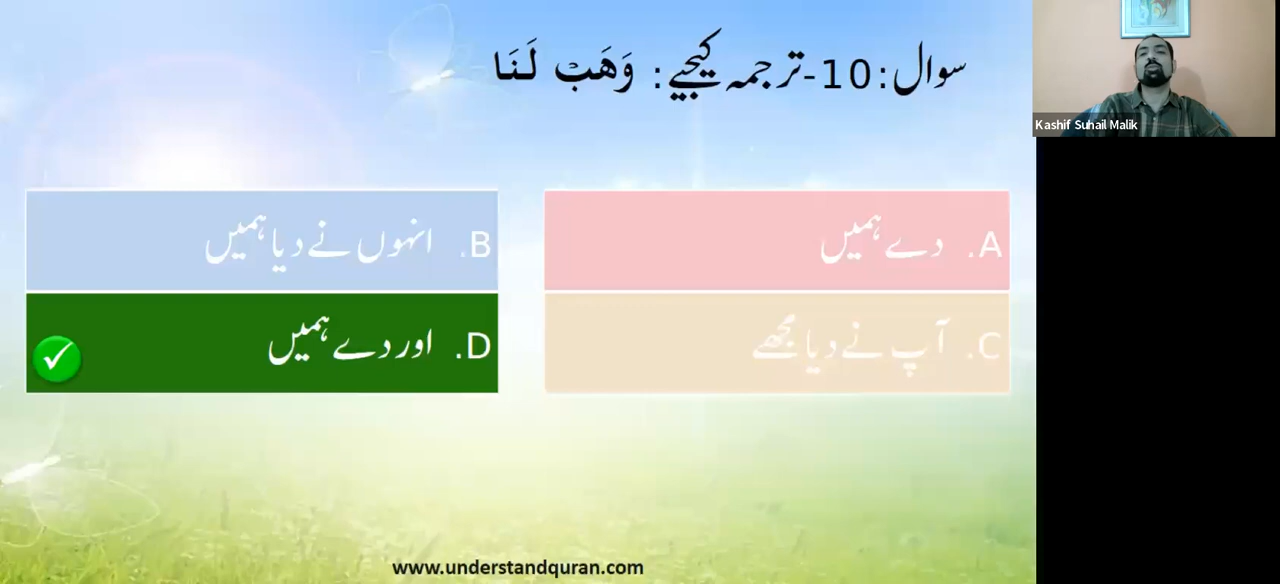 سوال:10-ترجمہ کیجیے: وَهَبْ لَنَا
Kashif Suhail Malik
A. دے ہمیں
B. انہوں نے دیا ہمیں
C. آپ نے دیا مجھے
D. اور دے ہمیں
www.understandquran.com